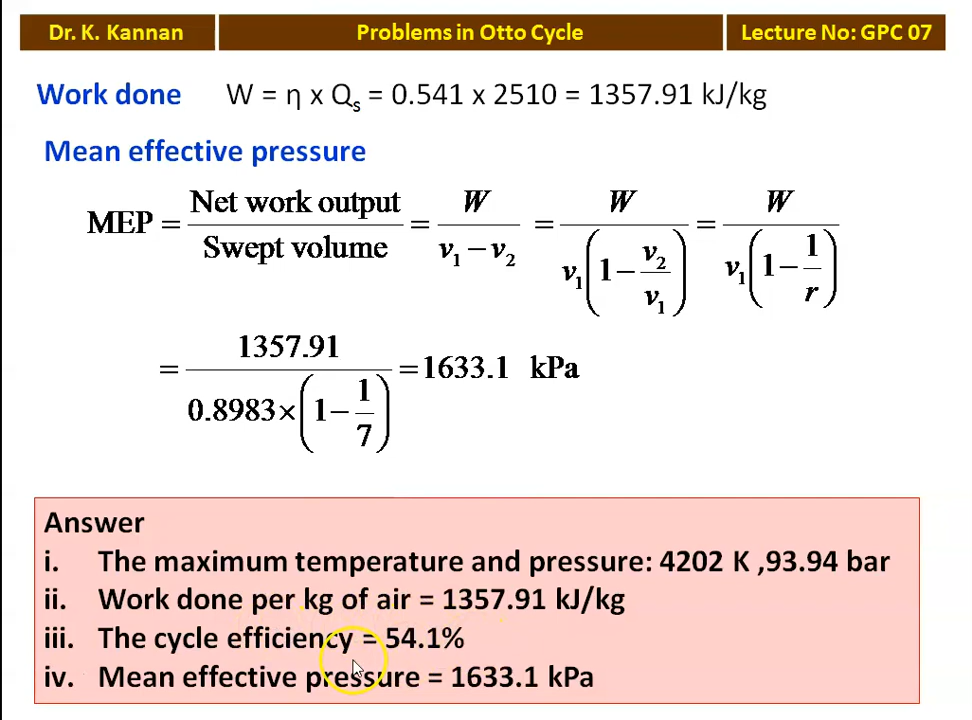 Dr. K. Kannan Problems in Otto Cycle Lecture No: GPC 07
Work done W = η x Qs = 0.541 x 2510 = 1357.91 kJ/kg
Mean effective pressure
MEP = Net work output / Swept volume = W / (v1 − v2) = W / (v1 (1 − v2/v1)) = W / (v1 (1 − 1/r))
= 1357.91 / (0.8983 × (1 − 1/7)) = 1633.1 kPa
Answer
i. The maximum temperature and pressure: 4202 K ,93.94 bar
ii. Work done per kg of air = 1357.91 kJ/kg
iii. The cycle efficiency = 54.1%
iv. Mean effective pressure = 1633.1 kPa